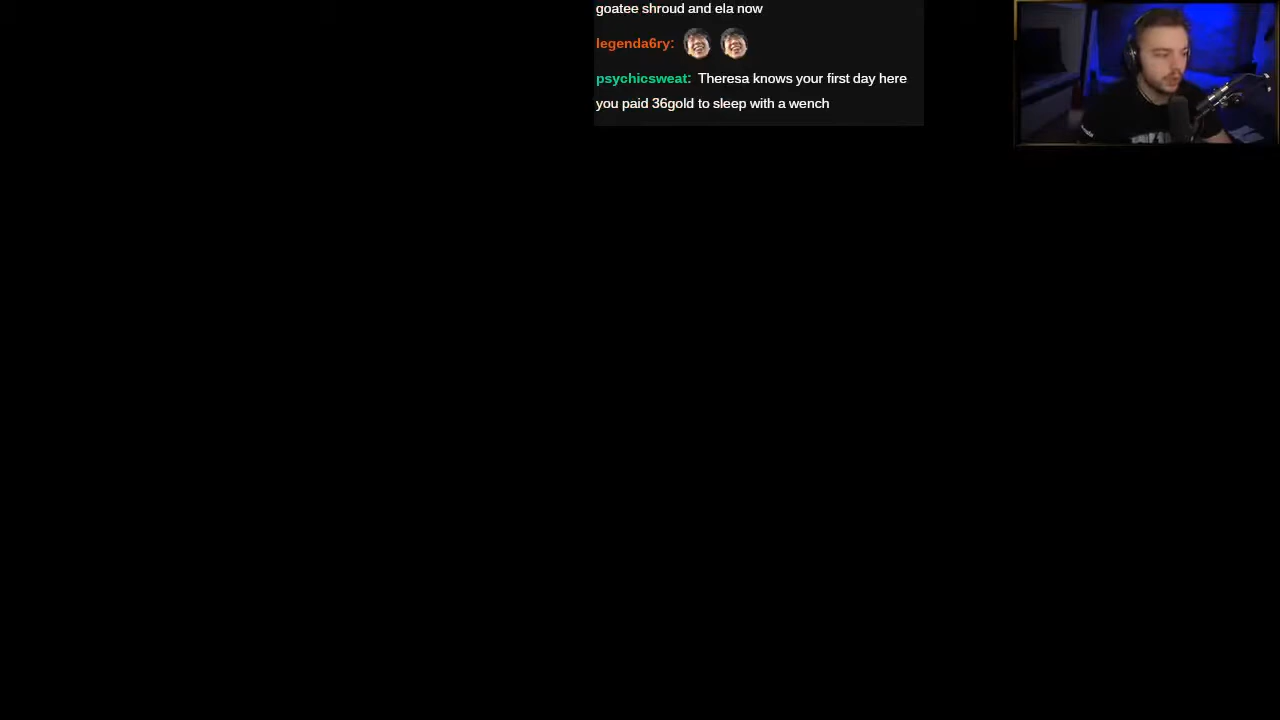 goatee shroud and ela now
legenda6ry:
psychicsweat: Theresa knows your first day here
you paid 36gold to sleep with a wench